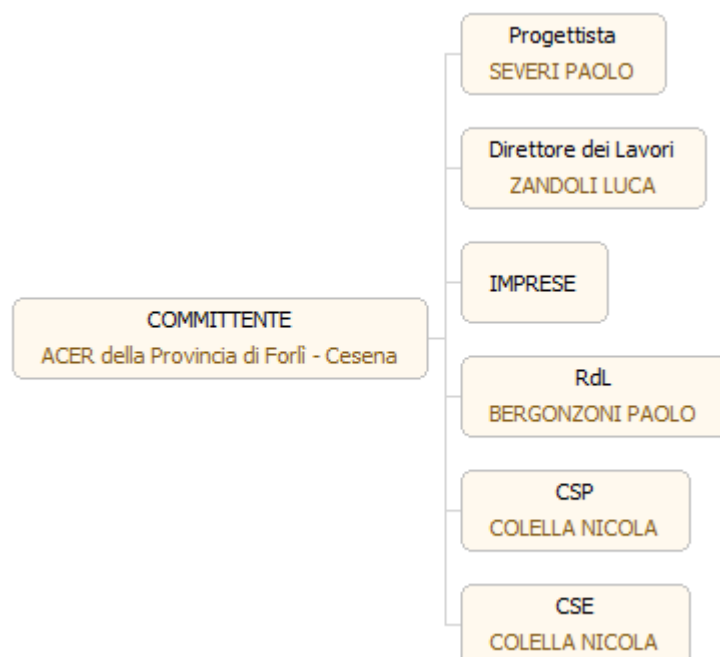 Progettista
SEVERI PAOLO
Direttore dei Lavori
ZANDOLI LUCA
IMPRESE
COMMITTENTE
ACER della Provincia di Forlì - Cesena
RdL
BERGONZONI PAOLO
CSP
COLELLA NICOLA
CSE
COLELLA NICOLA